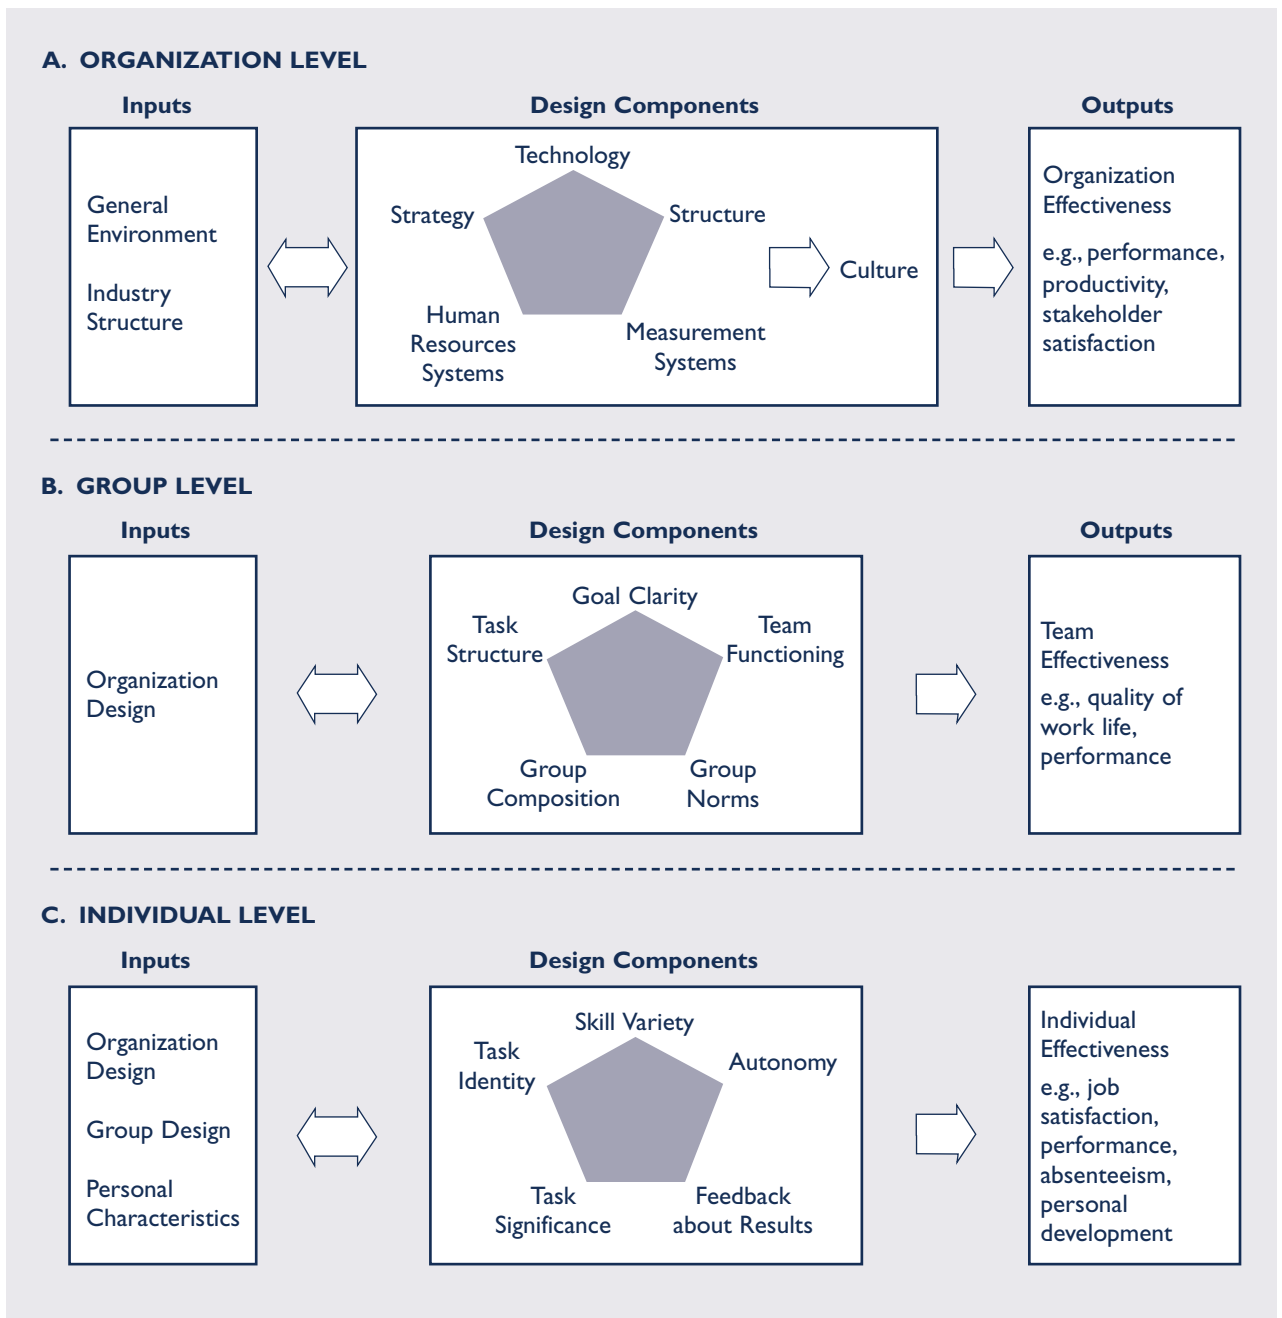 A. ORGANIZATION LEVEL
Inputs
Design Components
Outputs
General
Environment
Industry
Structure
Technology
Strategy
Structure
Human
Resources
Systems
Measurement
Systems
Culture
Organization
Effectiveness
e.g., performance,
productivity,
stakeholder
satisfaction
B. GROUP LEVEL
Inputs
Design Components
Outputs
Organization
Design
Goal Clarity
Task
Structure
Team
Functioning
Group
Composition
Group
Norms
Team
Effectiveness
e.g., quality of
work life,
performance
C. INDIVIDUAL LEVEL
Inputs
Design Components
Outputs
Organization
Design
Group Design
Personal
Characteristics
Skill Variety
Task
Identity
Autonomy
Task
Significance
Feedback
about Results
Individual
Effectiveness
e.g., job
satisfaction,
performance,
absenteeism,
personal
development